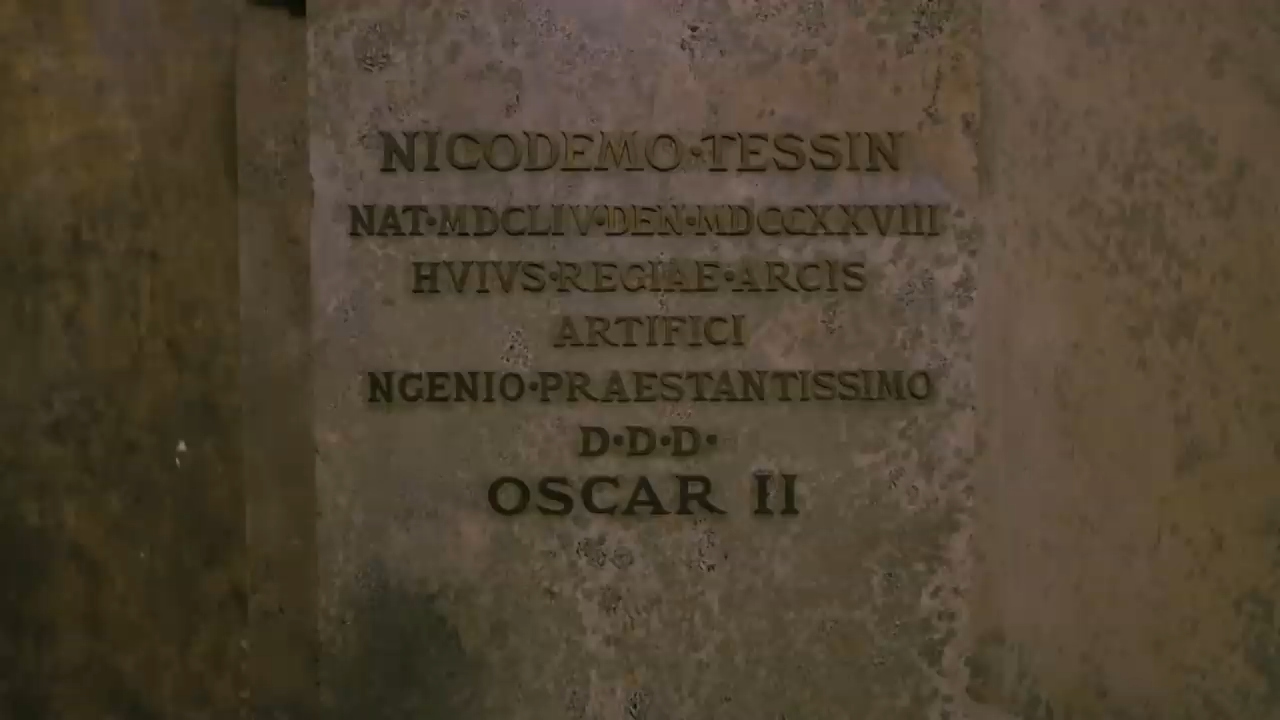 NICODEMO·TESSIN
NAT·MDCLIV·DEN·MDCCXXVIII
HVIVS·REGIAE·ARCIS
ARTIFICI
NGENIO·PRAESTANTISSIMO
D·D·D·
OSCAR II